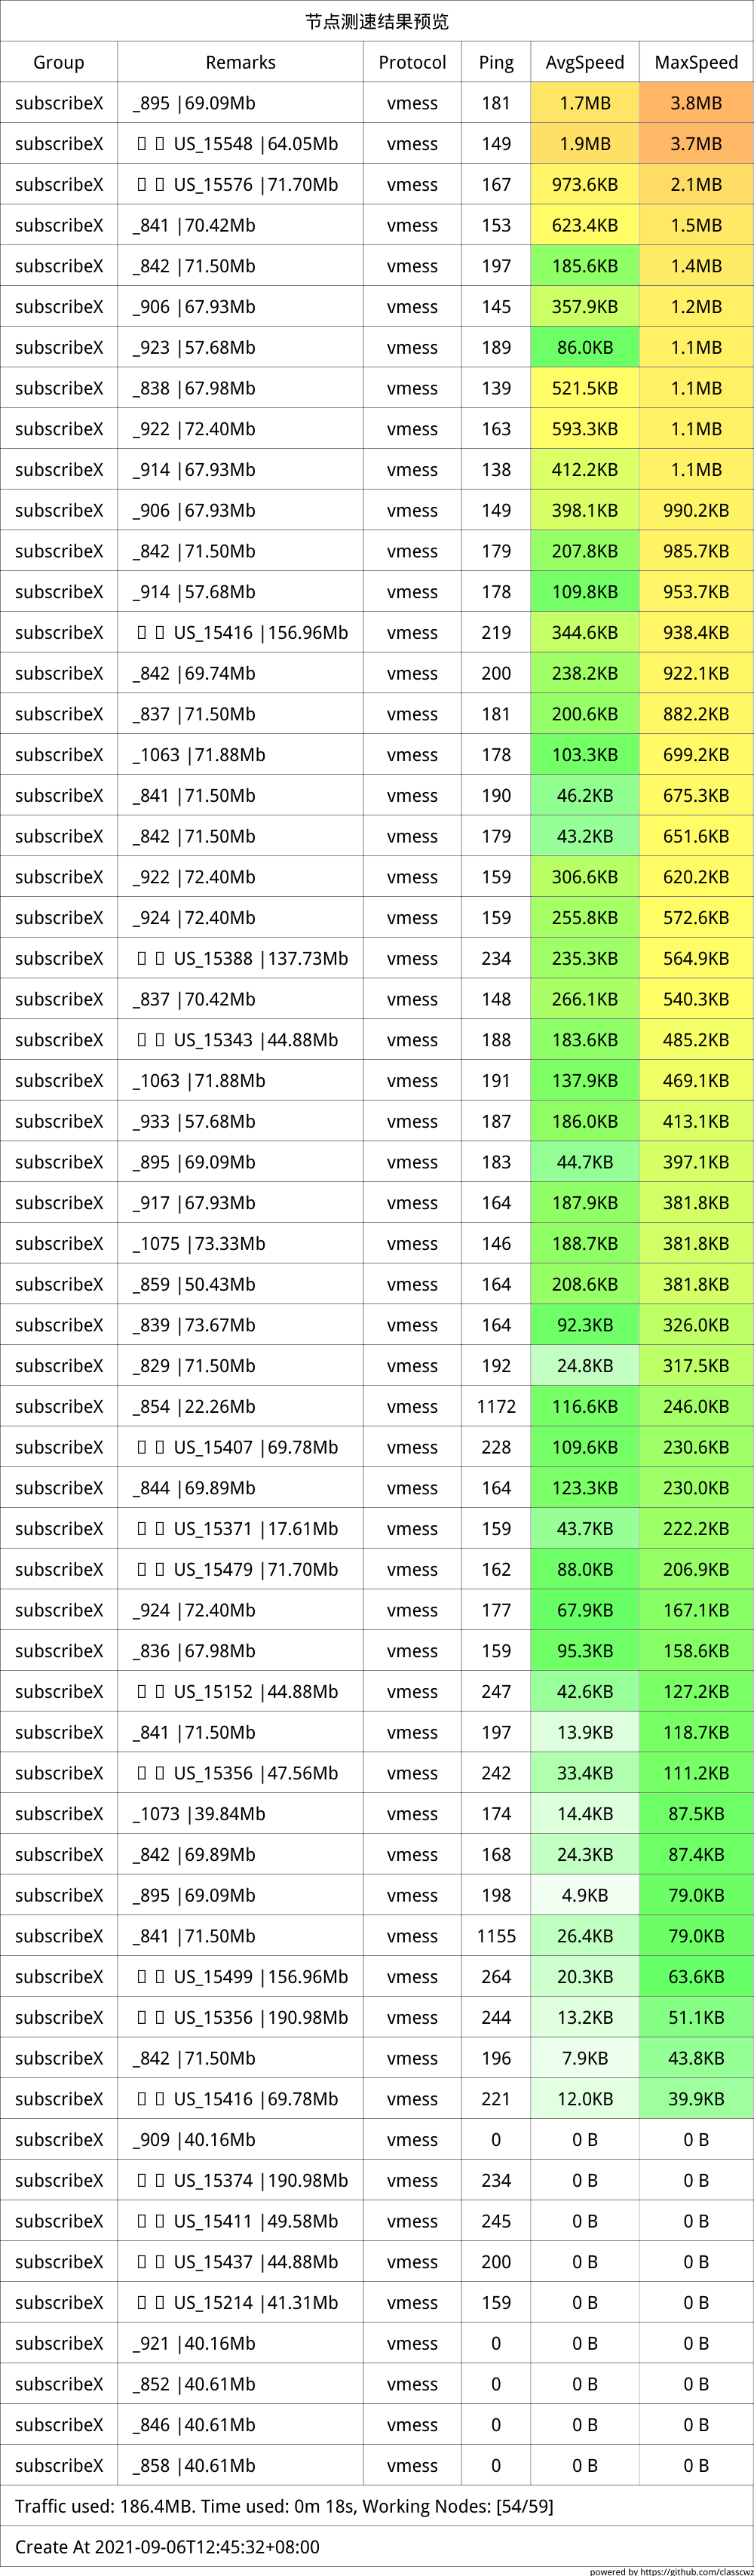 节点测速结果预览
Group Remarks Protocol Ping AvgSpeed MaxSpeed
subscribeX _895 |69.09Mb vmess 181 1.7MB 3.8MB
subscribeX US_15548 |64.05Mb vmess 149 1.9MB 3.7MB
subscribeX US_15576 |71.70Mb vmess 167 973.6KB 2.1MB
subscribeX _841 |70.42Mb vmess 153 623.4KB 1.5MB
subscribeX _842 |71.50Mb vmess 197 185.6KB 1.4MB
subscribeX _906 |67.93Mb vmess 145 357.9KB 1.2MB
subscribeX _923 |57.68Mb vmess 189 86.0KB 1.1MB
subscribeX _838 |67.98Mb vmess 139 521.5KB 1.1MB
subscribeX _922 |72.40Mb vmess 163 593.3KB 1.1MB
subscribeX _914 |67.93Mb vmess 138 412.2KB 1.1MB
subscribeX _906 |67.93Mb vmess 149 398.1KB 990.2KB
subscribeX _842 |71.50Mb vmess 179 207.8KB 985.7KB
subscribeX _914 |57.68Mb vmess 178 109.8KB 953.7KB
subscribeX US_15416 |156.96Mb vmess 219 344.6KB 938.4KB
subscribeX _842 |69.74Mb vmess 200 238.2KB 922.1KB
subscribeX _837 |71.50Mb vmess 181 200.6KB 882.2KB
subscribeX _1063 |71.88Mb vmess 178 103.3KB 699.2KB
subscribeX _841 |71.50Mb vmess 190 46.2KB 675.3KB
subscribeX _842 |71.50Mb vmess 179 43.2KB 651.6KB
subscribeX _922 |72.40Mb vmess 159 306.6KB 620.2KB
subscribeX _924 |72.40Mb vmess 159 255.8KB 572.6KB
subscribeX US_15388 |137.73Mb vmess 234 235.3KB 564.9KB
subscribeX _837 |70.42Mb vmess 148 266.1KB 540.3KB
subscribeX US_15343 |44.88Mb vmess 188 183.6KB 485.2KB
subscribeX _1063 |71.88Mb vmess 191 137.9KB 469.1KB
subscribeX _933 |57.68Mb vmess 187 186.0KB 413.1KB
subscribeX _895 |69.09Mb vmess 183 44.7KB 397.1KB
subscribeX _917 |67.93Mb vmess 164 187.9KB 381.8KB
subscribeX _1075 |73.33Mb vmess 146 188.7KB 381.8KB
subscribeX _859 |50.43Mb vmess 164 208.6KB 381.8KB
subscribeX _839 |73.67Mb vmess 164 92.3KB 326.0KB
subscribeX _829 |71.50Mb vmess 192 24.8KB 317.5KB
subscribeX _854 |22.26Mb vmess 1172 116.6KB 246.0KB
subscribeX US_15407 |69.78Mb vmess 228 109.6KB 230.6KB
subscribeX _844 |69.89Mb vmess 164 123.3KB 230.0KB
subscribeX US_15371 |17.61Mb vmess 159 43.7KB 222.2KB
subscribeX US_15479 |71.70Mb vmess 162 88.0KB 206.9KB
subscribeX _924 |72.40Mb vmess 177 67.9KB 167.1KB
subscribeX _836 |67.98Mb vmess 159 95.3KB 158.6KB
subscribeX US_15152 |44.88Mb vmess 247 42.6KB 127.2KB
subscribeX _841 |71.50Mb vmess 197 13.9KB 118.7KB
subscribeX US_15356 |47.56Mb vmess 242 33.4KB 111.2KB
subscribeX _1073 |39.84Mb vmess 174 14.4KB 87.5KB
subscribeX _842 |69.89Mb vmess 168 24.3KB 87.4KB
subscribeX _895 |69.09Mb vmess 198 4.9KB 79.0KB
subscribeX _841 |71.50Mb vmess 1155 26.4KB 79.0KB
subscribeX US_15499 |156.96Mb vmess 264 20.3KB 63.6KB
subscribeX US_15356 |190.98Mb vmess 244 13.2KB 51.1KB
subscribeX _842 |71.50Mb vmess 196 7.9KB 43.8KB
subscribeX US_15416 |69.78Mb vmess 221 12.0KB 39.9KB
subscribeX _909 |40.16Mb vmess 0 0 B 0 B
subscribeX US_15374 |190.98Mb vmess 234 0 B 0 B
subscribeX US_15411 |49.58Mb vmess 245 0 B 0 B
subscribeX US_15437 |44.88Mb vmess 200 0 B 0 B
subscribeX US_15214 |41.31Mb vmess 159 0 B 0 B
subscribeX _921 |40.16Mb vmess 0 0 B 0 B
subscribeX _852 |40.61Mb vmess 0 0 B 0 B
subscribeX _846 |40.61Mb vmess 0 0 B 0 B
subscribeX _858 |40.61Mb vmess 0 0 B 0 B
Traffic used: 186.4MB. Time used: 0m 18s, Working Nodes: [54/59]
Create At 2021-09-06T12:45:32+08:00
powered by https://github.com/classcwz